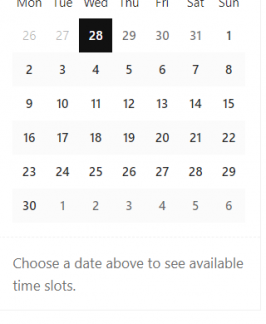 Mon Tue Wed Thu Fri Sat Sun
26 27 28 29 30 31 1
2 3 4 5 6 7 8
9 10 11 12 13 14 15
16 17 18 19 20 21 22
23 24 25 26 27 28 29
30 1 2 3 4 5 6
Choose a date above to see available
time slots.